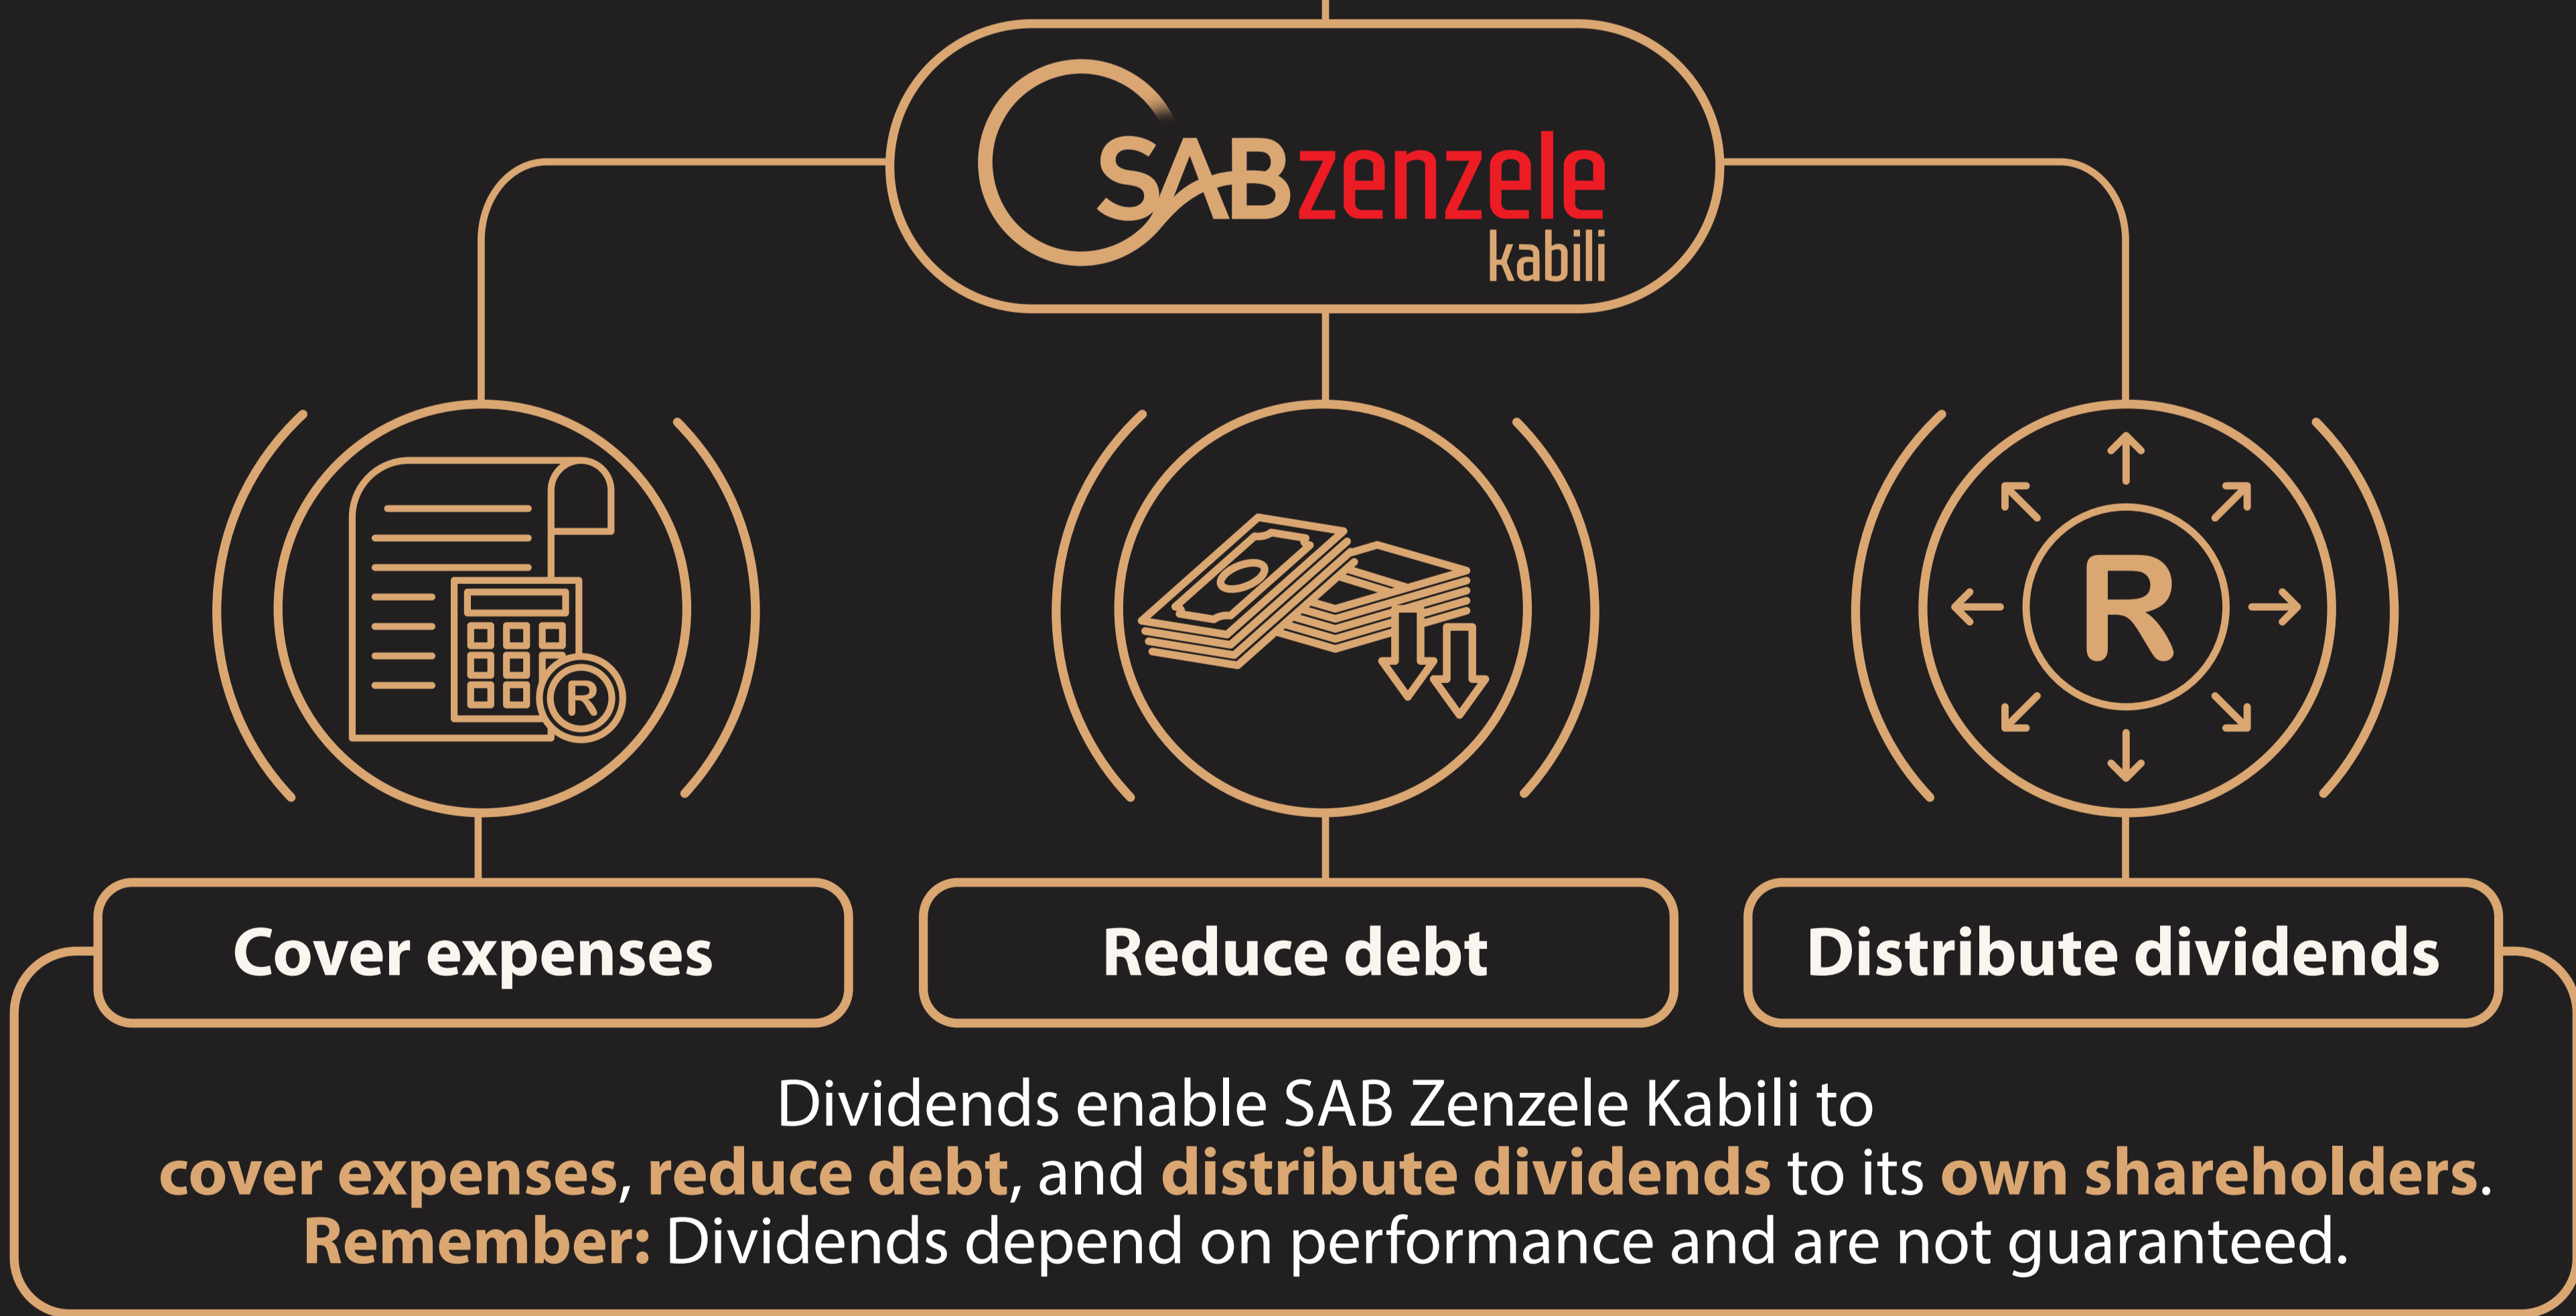 SAB zenzele
kabili
R
R
Cover expenses
Reduce debt
Distribute dividends
Dividends enable SAB Zenzele Kabili to
cover expenses, reduce debt, and distribute dividends to its own shareholders.
Remember: Dividends depend on performance and are not guaranteed.